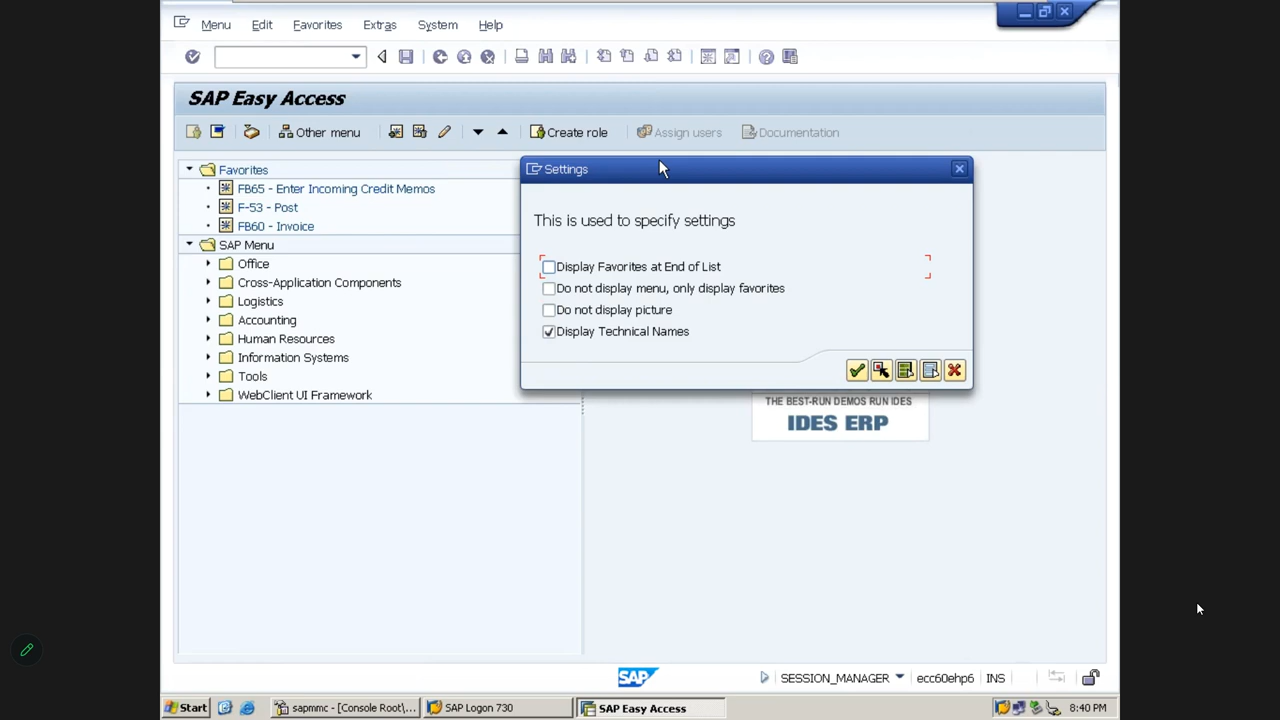 Menu Edit Favorites Extras System Help
SAP Easy Access
Other menu Create role Assign users Documentation
Favorites
FB65 - Enter Incoming Credit Memos
F-53 - Post
FB60 - Invoice
SAP Menu
Office
Cross-Application Components
Logistics
Accounting
Human Resources
Information Systems
Tools
WebClient UI Framework
Settings
This is used to specify settings
Display Favorites at End of List
Do not display menu, only display favorites
Do not display picture
Display Technical Names
THE BEST-RUN DEMOS RUN IDES
IDES ERP
SAP SESSION_MANAGER ecc60ehp6 INS
Start sapmmc - [Console Root\... SAP Logon 730 SAP Easy Access 8:40 PM